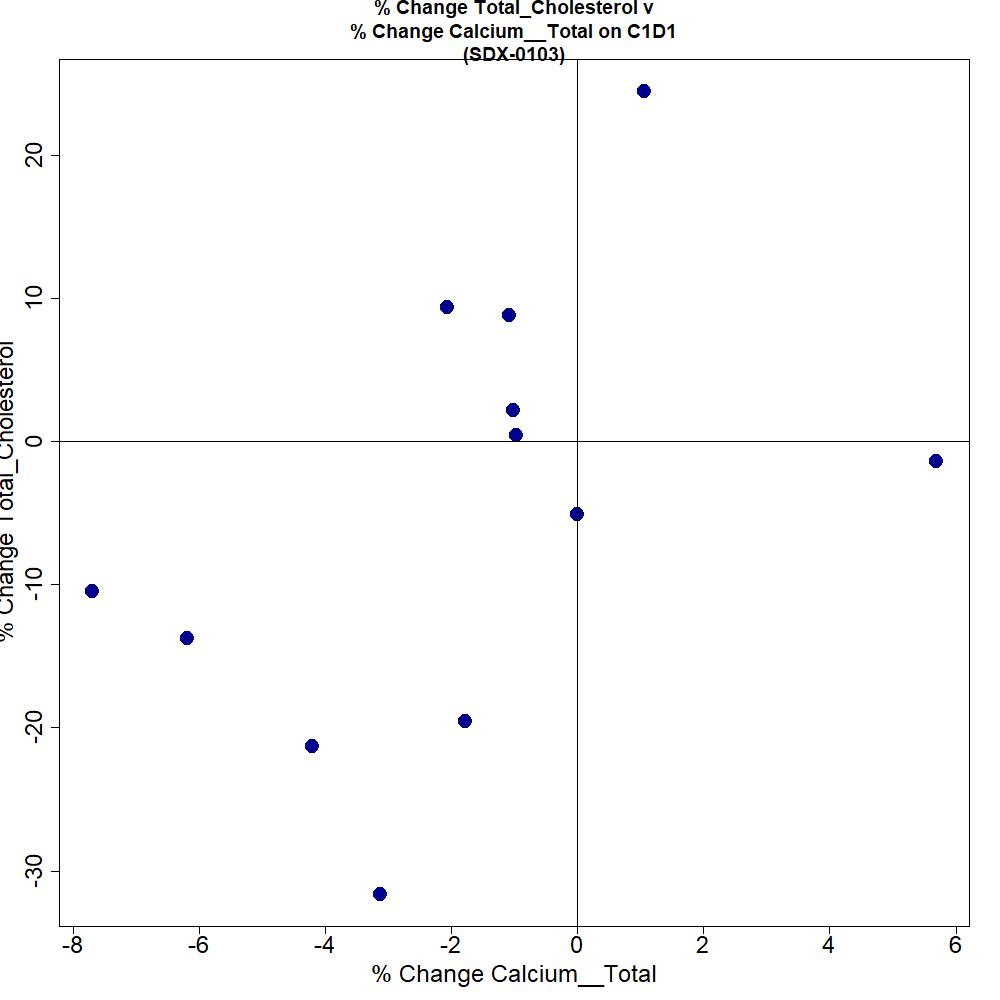 % Change Total_Cholesterol v
% Change Calcium__Total on C1D1
(SDX-0103)
% Change Total_Cholesterol
20
10
0
-10
-20
-30
-8
-6
-4
-2
0
2
4
6
% Change Calcium__Total